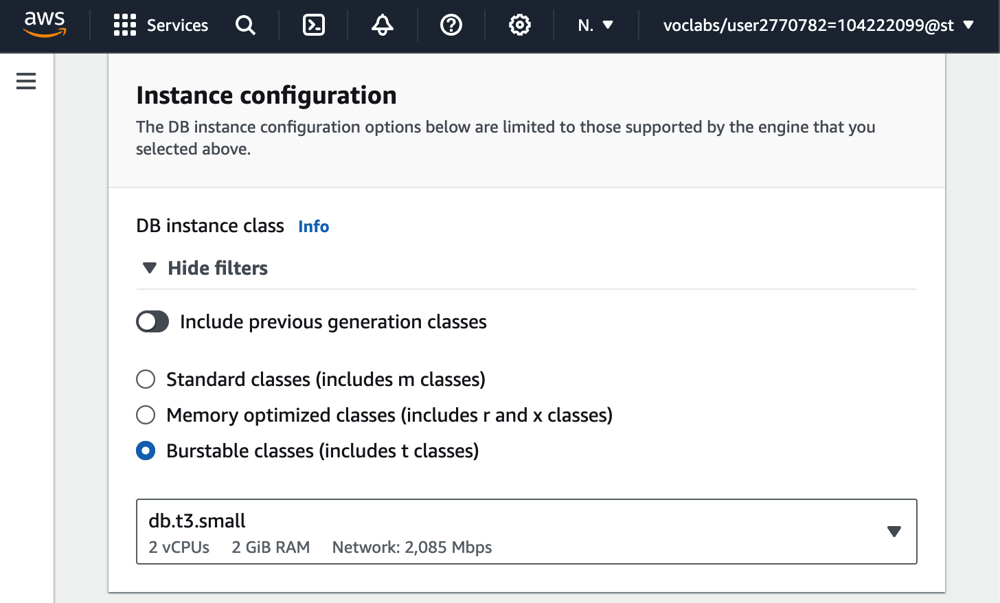 aws
Services
N.
voclabs/user2770782=104222099@st
Instance configuration
The DB instance configuration options below are limited to those supported by the engine that you
selected above.
DB instance class Info
Hide filters
Include previous generation classes
Standard classes (includes m classes)
Memory optimized classes (includes r and x classes)
Burstable classes (includes t classes)
db.t3.small
2 vCPUs 2 GiB RAM Network: 2,085 Mbps